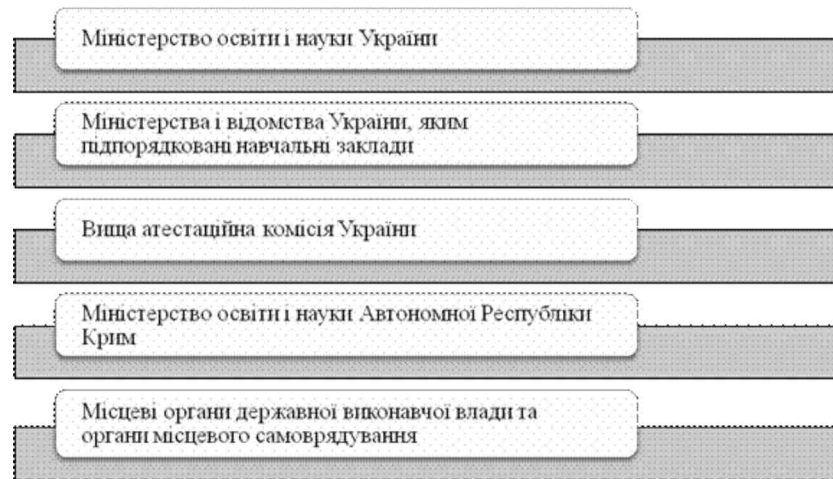 Міністерство освіти і науки України
Міністерства і відомства України, яким
підпорядковані навчальні заклади
Вища атестаційна комісія України
Міністерство освіти і науки Автономної Республіки
Крим
Місцеві органи державної виконавчої влади та
органи місцевого самоврядування